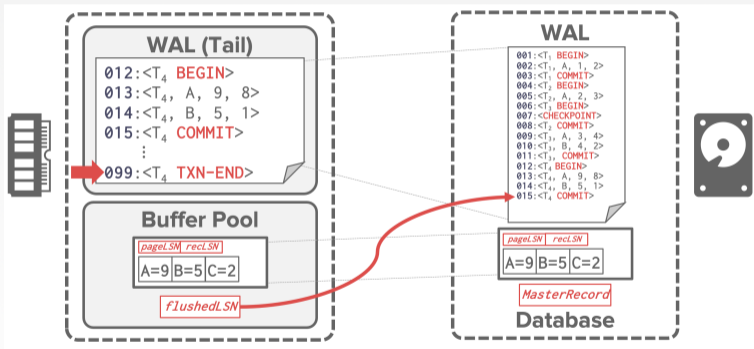 WAL (Tail)
012:<T4 BEGIN>
013:<T4, A, 9, 8>
014:<T4, B, 5, 1>
015:<T4 COMMIT>
⋮
099:<T4 TXN-END>
Buffer Pool
pageLSN recLSN
A=9 B=5 C=2
flushedLSN
WAL
001:<T1 BEGIN>
002:<T1, A, 1, 2>
003:<T1 COMMIT>
004:<T2 BEGIN>
005:<T2, A, 2, 3>
006:<T3 BEGIN>
007:<CHECKPOINT>
008:<T2 COMMIT>
009:<T3, A, 3, 4>
010:<T3, B, 4, 2>
011:<T3, COMMIT>
012:<T4 BEGIN>
013:<T4, A, 9, 8>
014:<T4, B, 5, 1>
015:<T4 COMMIT>
pageLSN recLSN
A=9 B=5 C=2
MasterRecord
Database